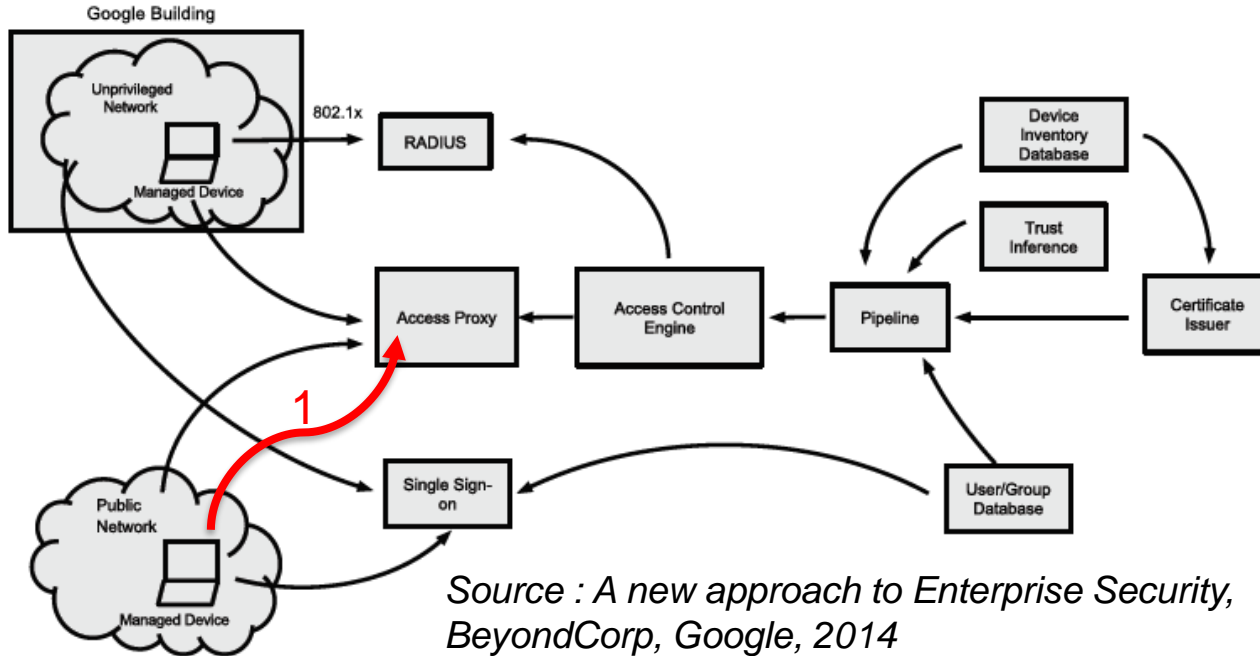 Google Building
Unprivileged
Network
Managed Device
802.1x
RADIUS
Device
Inventory
Database
Trust
Inference
Access Proxy
Access Control
Engine
Pipeline
Certificate
Issuer
1
Public
Network
Managed Device
Single Sign-
on
User/Group
Database
Source : A new approach to Enterprise Security,
BeyondCorp, Google, 2014